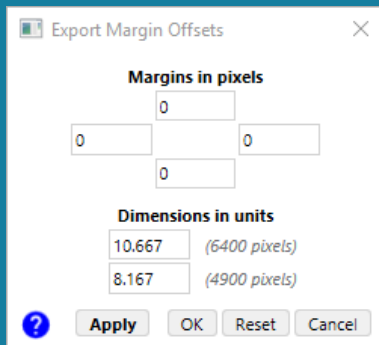 Export Margin Offsets
Margins in pixels
0
0 0
0
Dimensions in units
10.667 (6400 pixels)
8.167 (4900 pixels)
? Apply OK Reset Cancel